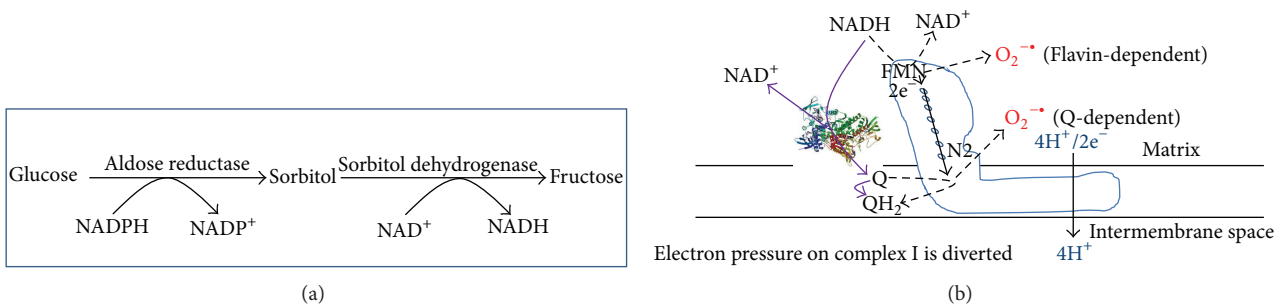 Glucose
Aldose reductase
Sorbitol
Sorbitol dehydrogenase
Fructose
NADPH
NADP⁺
NAD⁺
NADH
(a)
NADH
NAD⁺
O₂⁻• (Flavin-dependent)
FMN
NAD⁺
2e⁻
O₂⁻• (Q-dependent)
4H⁺/2e⁻
N2
Matrix
Q
QH₂
Intermembrane space
Electron pressure on complex I is diverted
4H⁺
(b)